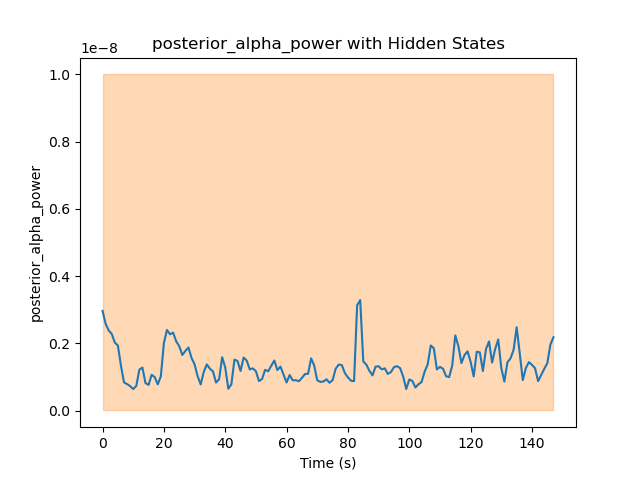 posterior_alpha_power with Hidden States
1e−8
1.0
0.8
0.6
0.4
0.2
0.0
posterior_alpha_power
0 20 40 60 80 100 120 140
Time (s)